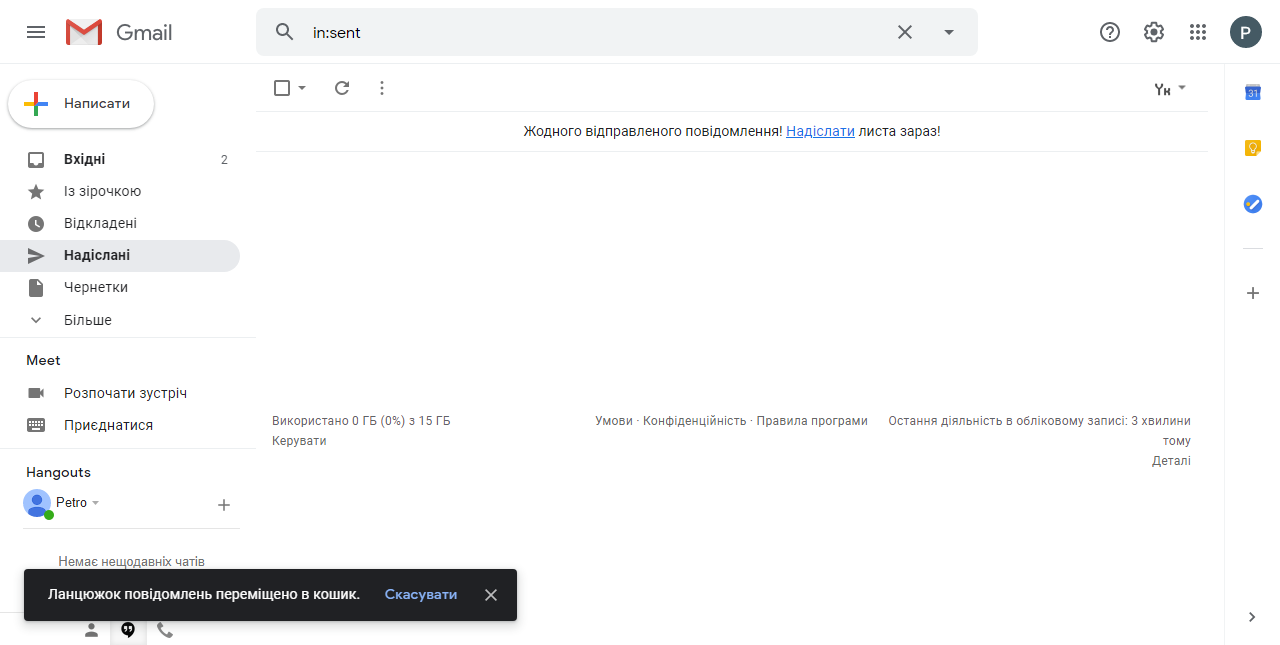 Gmail
in:sent
P
Написати
Вхідні 2
Із зірочкою
Відкладені
Надіслані
Чернетки
Більше
Meet
Розпочати зустріч
Приєднатися
Hangouts
Petro
Немає нещодавніх чатів
Ун
Жодного відправленого повідомлення! Надіслати листа зараз!
Використано 0 ГБ (0%) з 15 ГБ
Керувати
Умови · Конфіденційність · Правила програми
Остання діяльність в обліковому записі: 3 хвилини
тому
Деталі
31
Ланцюжок повідомлень переміщено в кошик. Скасувати